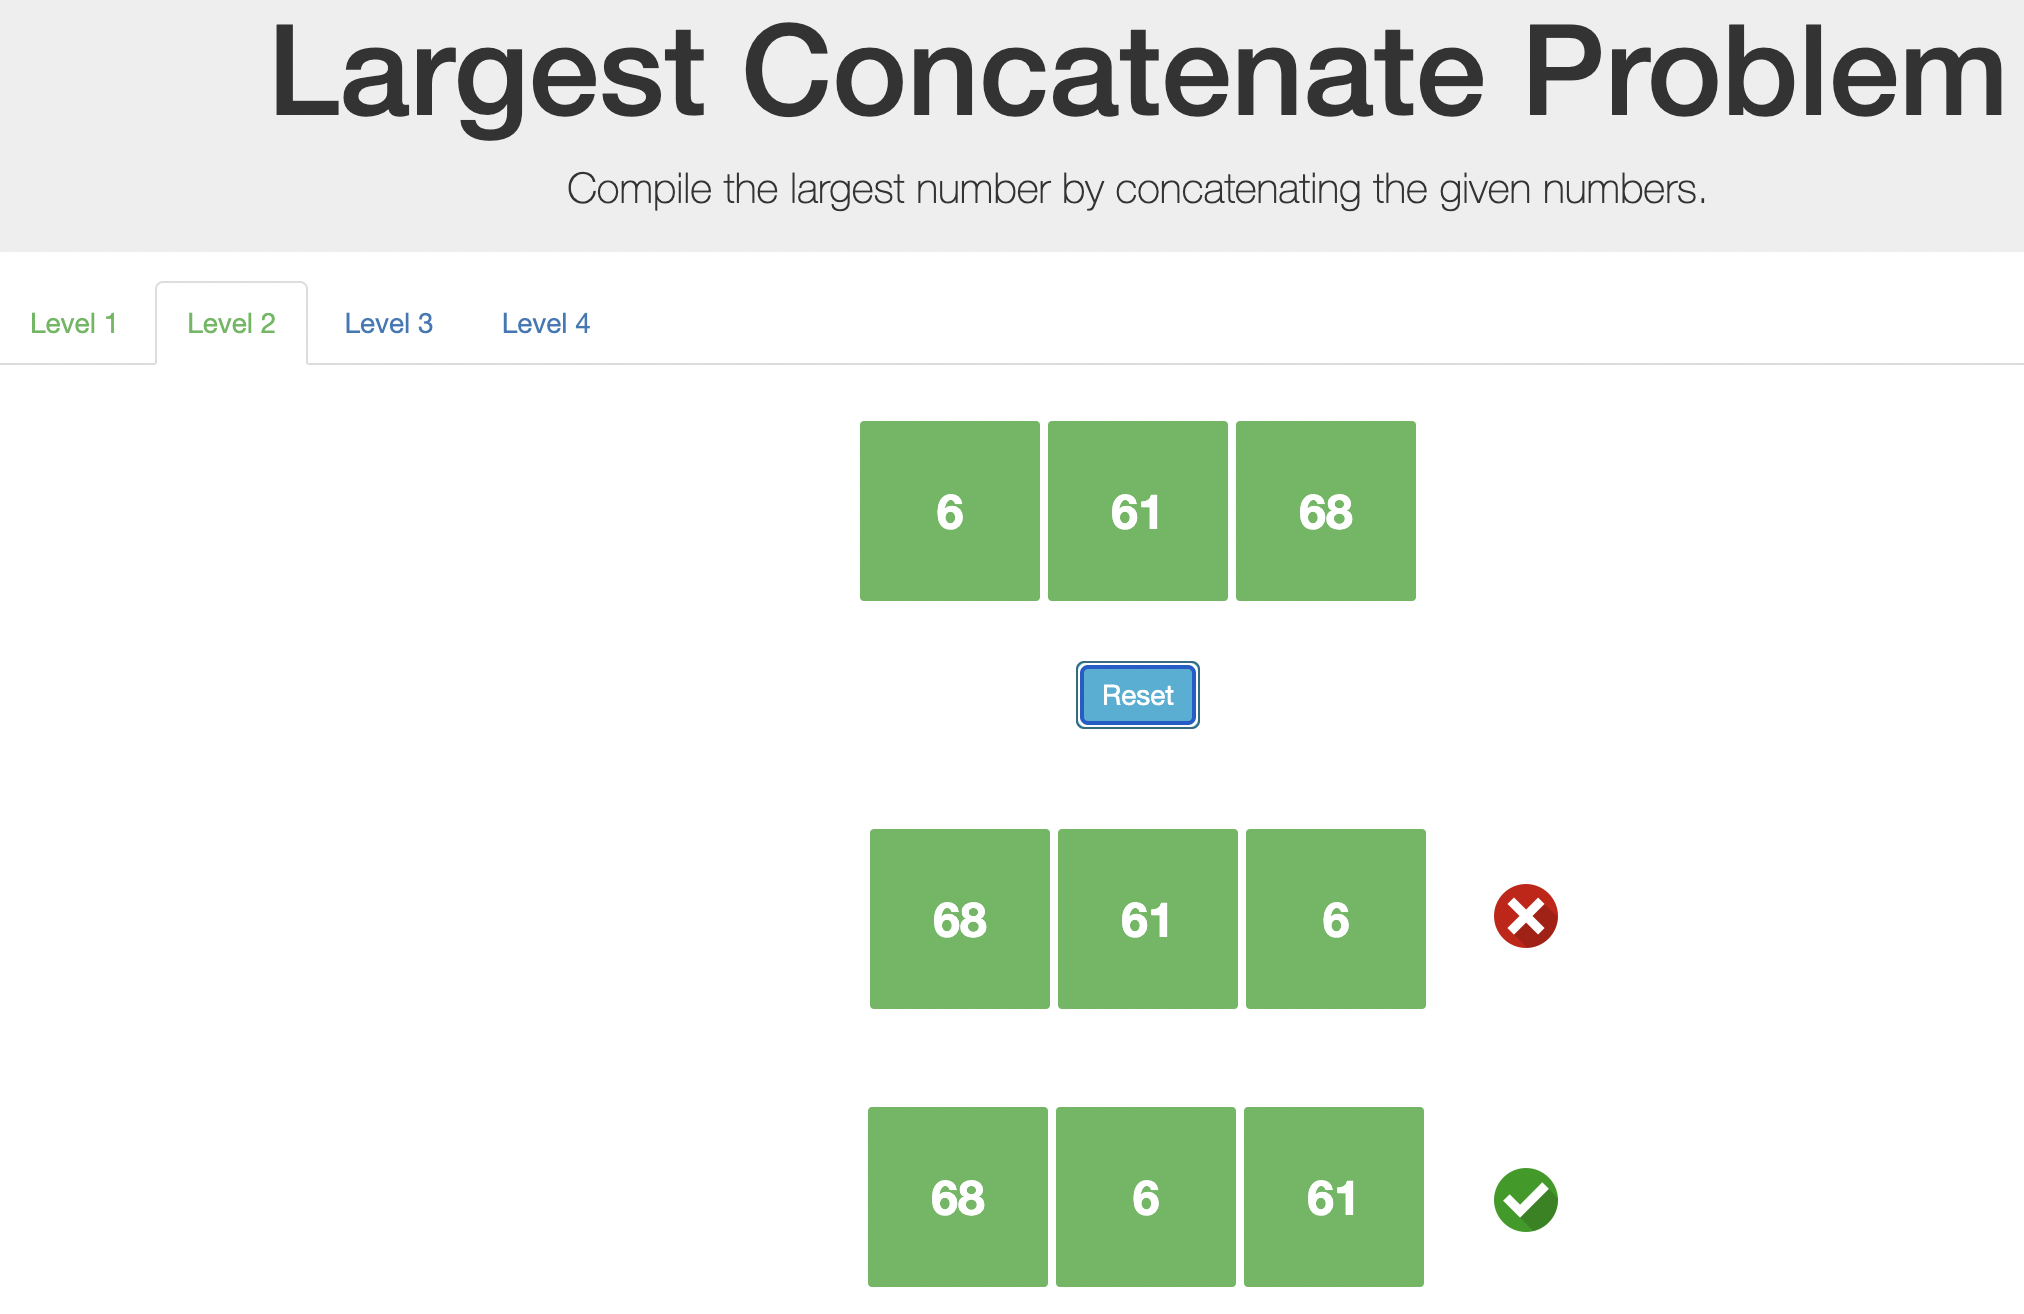 Largest Concatenate Problem
Compile the largest number by concatenating the given numbers.
Level 1 Level 2 Level 3 Level 4
6 61 68
Reset
68 61 6
68 6 61